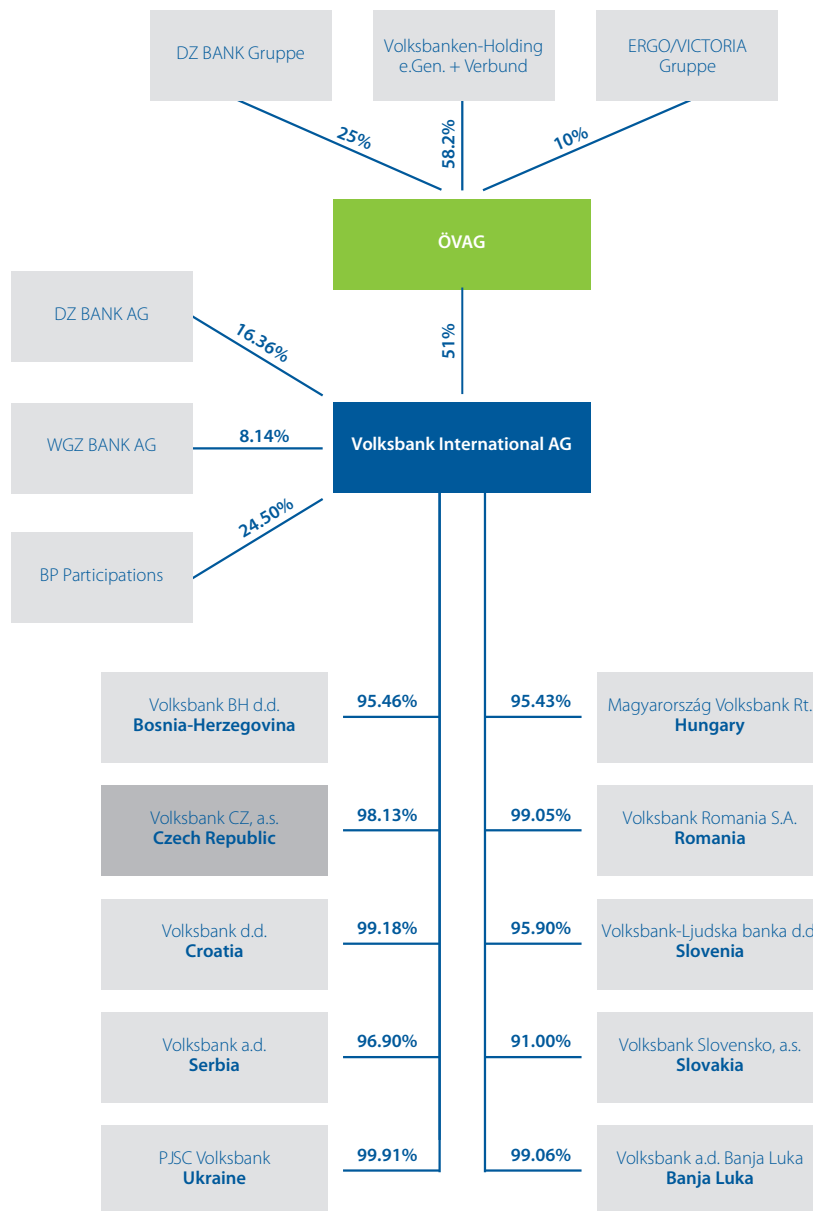 DZ BANK Gruppe
Volksbanken-Holding
e.Gen. + Verbund
ERGO/VICTORIA
Gruppe
25%
58.2%
10%
ÖVAG
DZ BANK AG
16.36%
51%
WGZ BANK AG
8.14%
Volksbank International AG
24.50%
BP Participations
Volksbank BH d.d.
Bosnia-Herzegovina
95.46%
95.43%
Magyarország Volksbank Rt.
Hungary
Volksbank CZ, a.s.
Czech Republic
98.13%
99.05%
Volksbank Romania S.A.
Romania
Volksbank d.d.
Croatia
99.18%
95.90%
Volksbank-Ljudska banka d.d
Slovenia
Volksbank a.d.
Serbia
96.90%
91.00%
Volksbank Slovensko, a.s.
Slovakia
PJSC Volksbank
Ukraine
99.91%
99.06%
Volksbank a.d. Banja Luka
Banja Luka